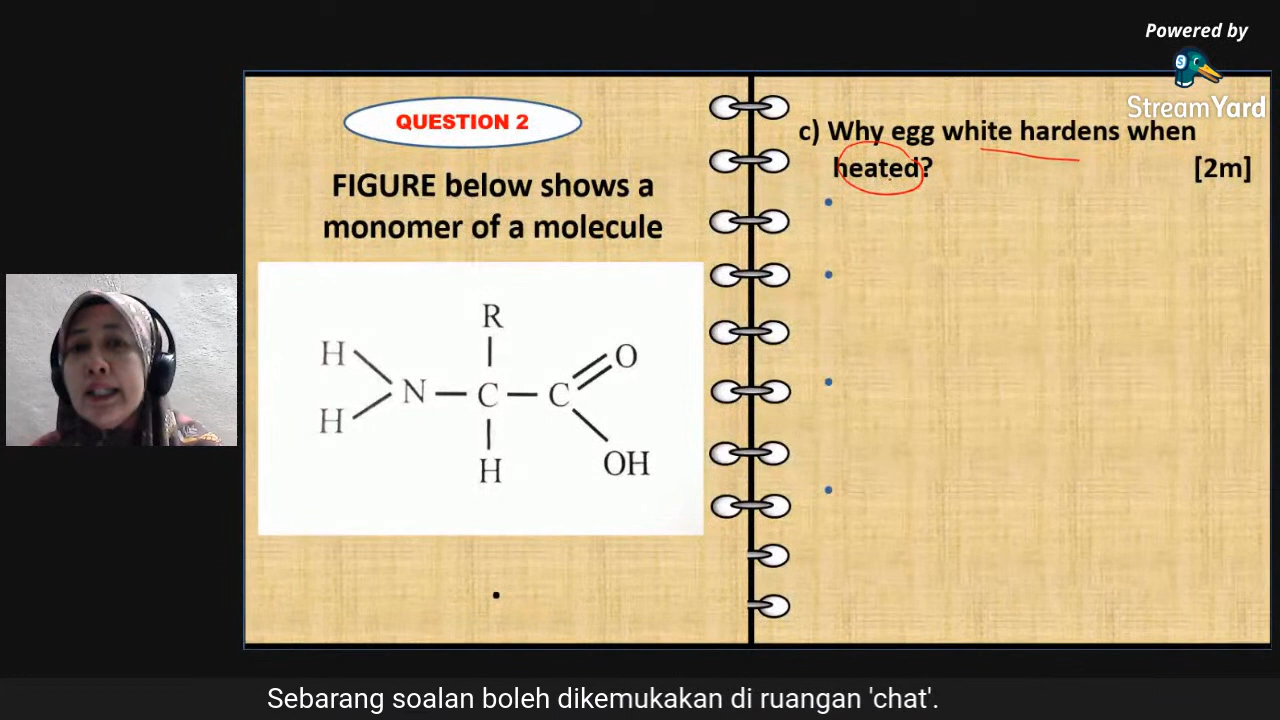 Powered by
StreamYard
QUESTION 2
FIGURE below shows a
monomer of a molecule
R
H
O
N
C
C
H
H
OH
c) Why egg white hardens when
heated? [2m]
Sebarang soalan boleh dikemukakan di ruangan 'chat'.